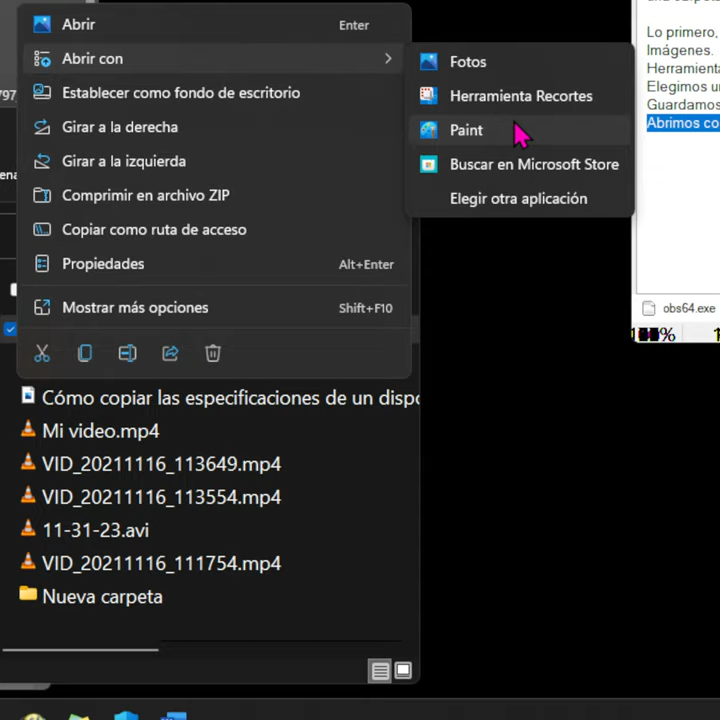 Abrir Enter
Abrir con
Establecer como fondo de escritorio
Girar a la derecha
Girar a la izquierda
Comprimir en archivo ZIP
Copiar como ruta de acceso
Propiedades Alt+Enter
Mostrar más opciones Shift+F10
Fotos
Herramienta Recortes
Paint
Buscar en Microsoft Store
Elegir otra aplicación
Lo primero,
Imágenes.
Herramienta
Elegimos u
Guardamos
Abrimos co
obs64.exe
Cómo copiar las especificaciones de un dispo
Mi video.mp4
VID_20211116_113649.mp4
VID_20211116_113554.mp4
11-31-23.avi
VID_20211116_111754.mp4
Nueva carpeta